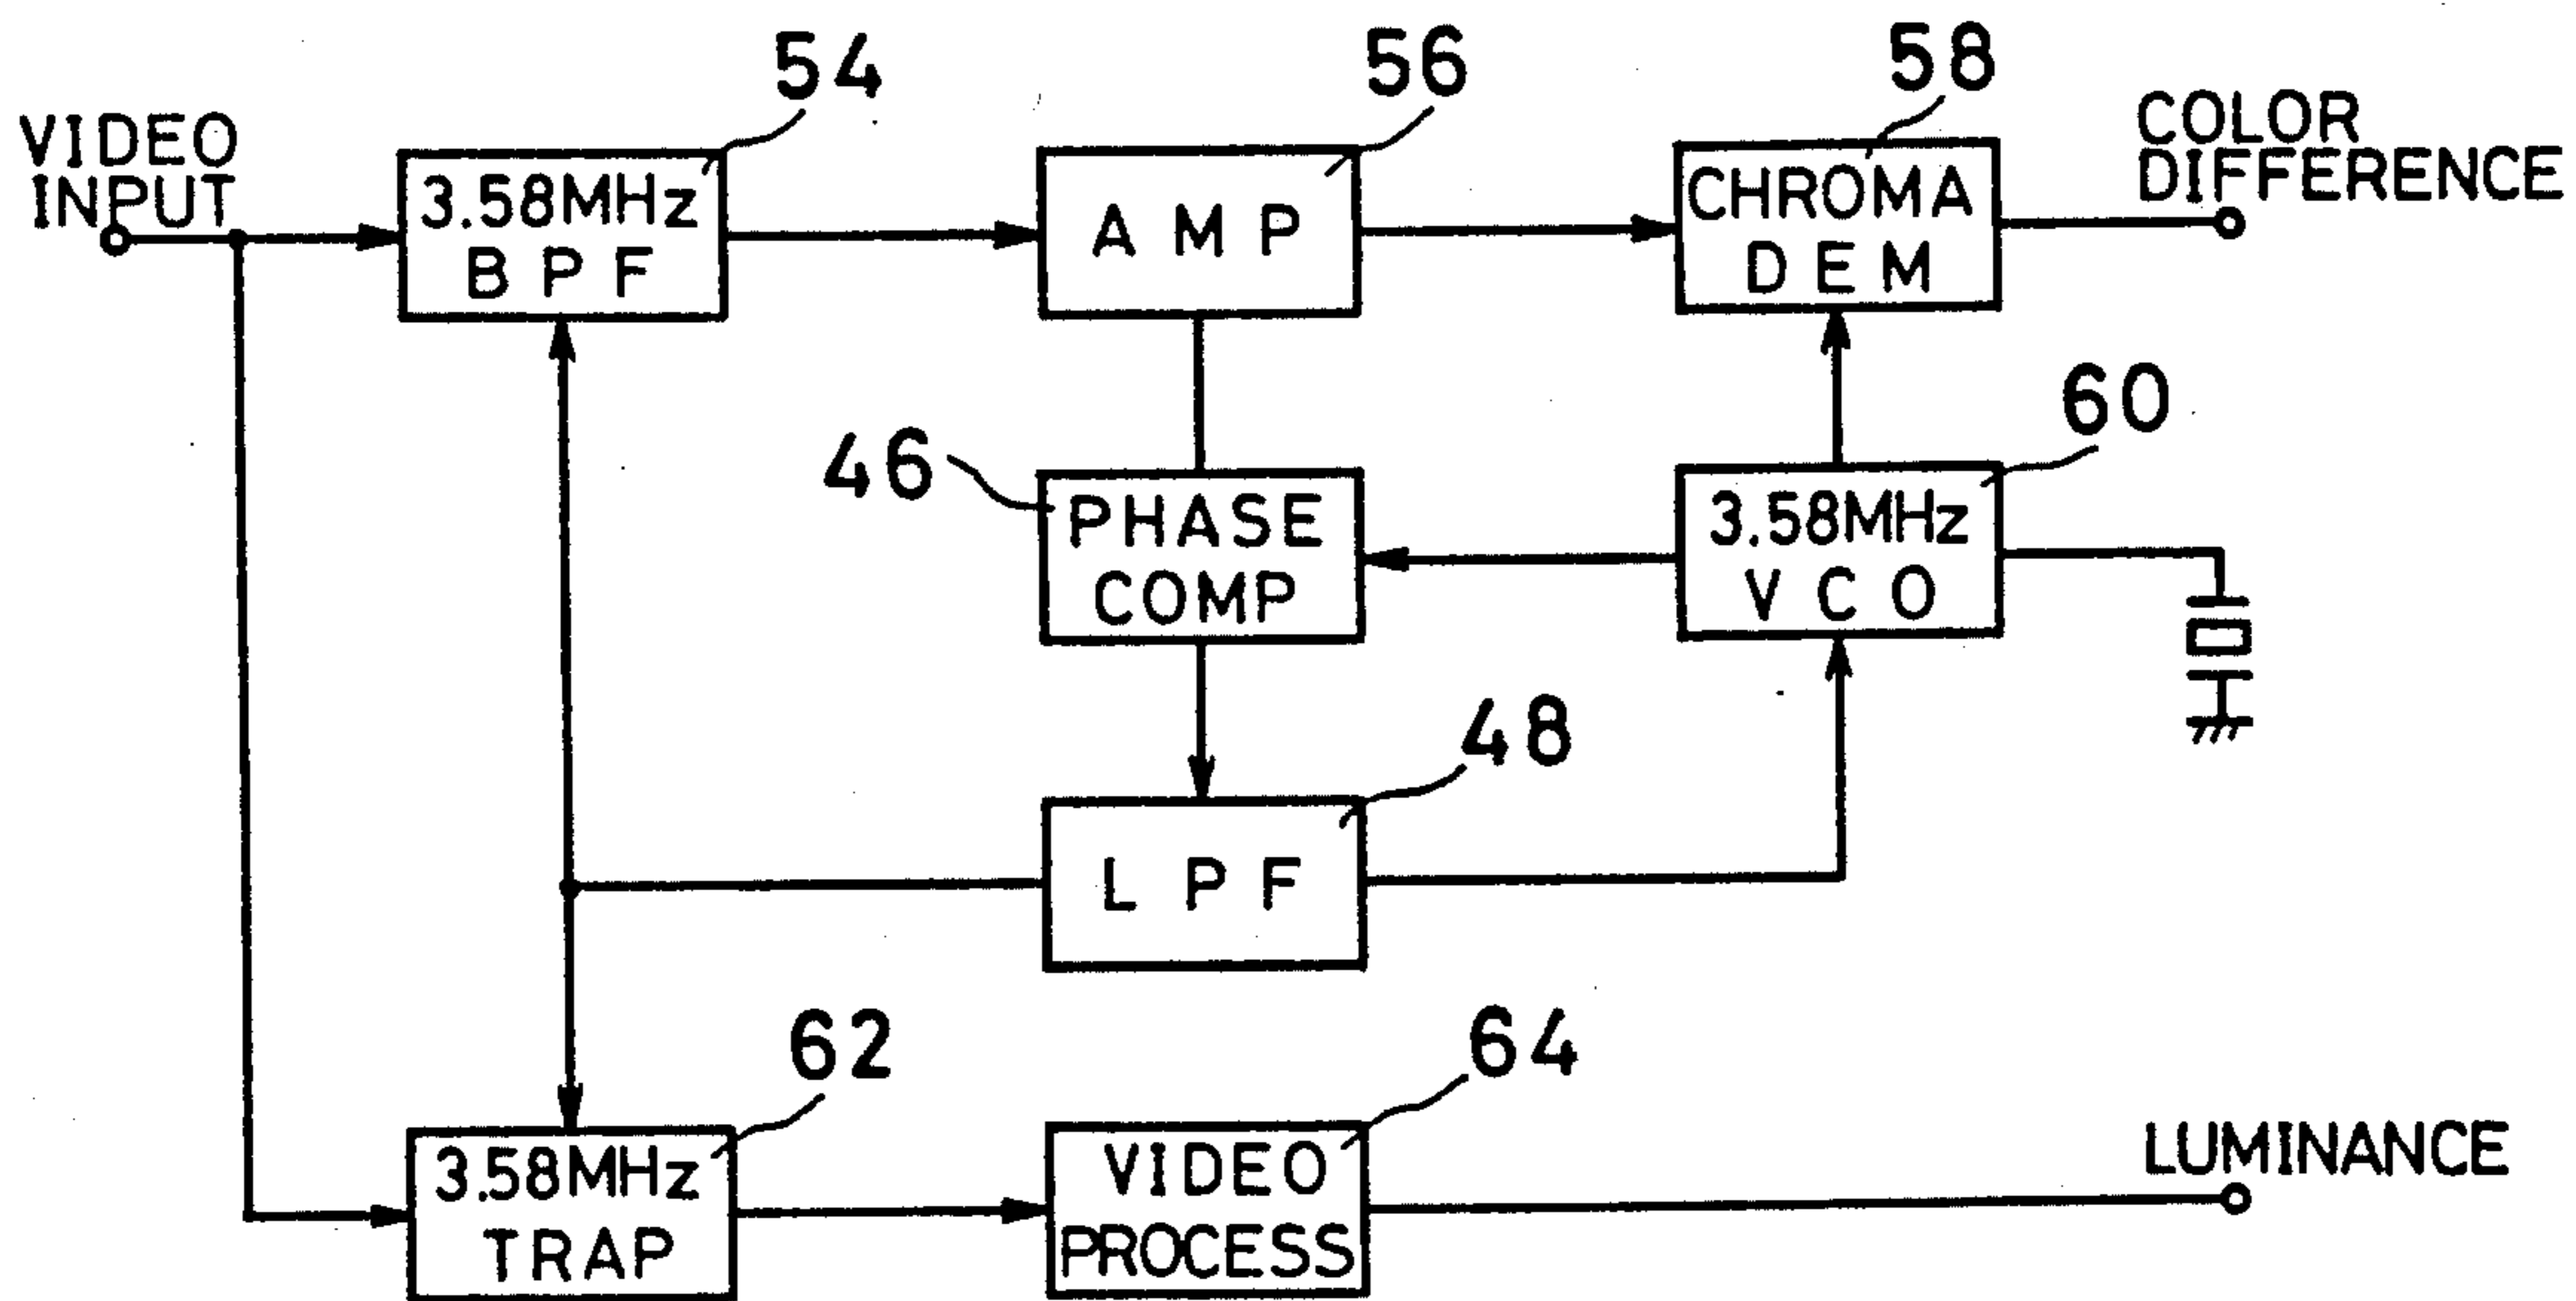 54
56
58
VIDEO
INPUT
3.58MHz
BPF
AMP
CHROMA
DEM
COLOR
DIFFERENCE
46
PHASE
COMP
60
3.58MHz
VCO
48
LPF
62
3.58MHz
TRAP
64
VIDEO
PROCESS
LUMINANCE